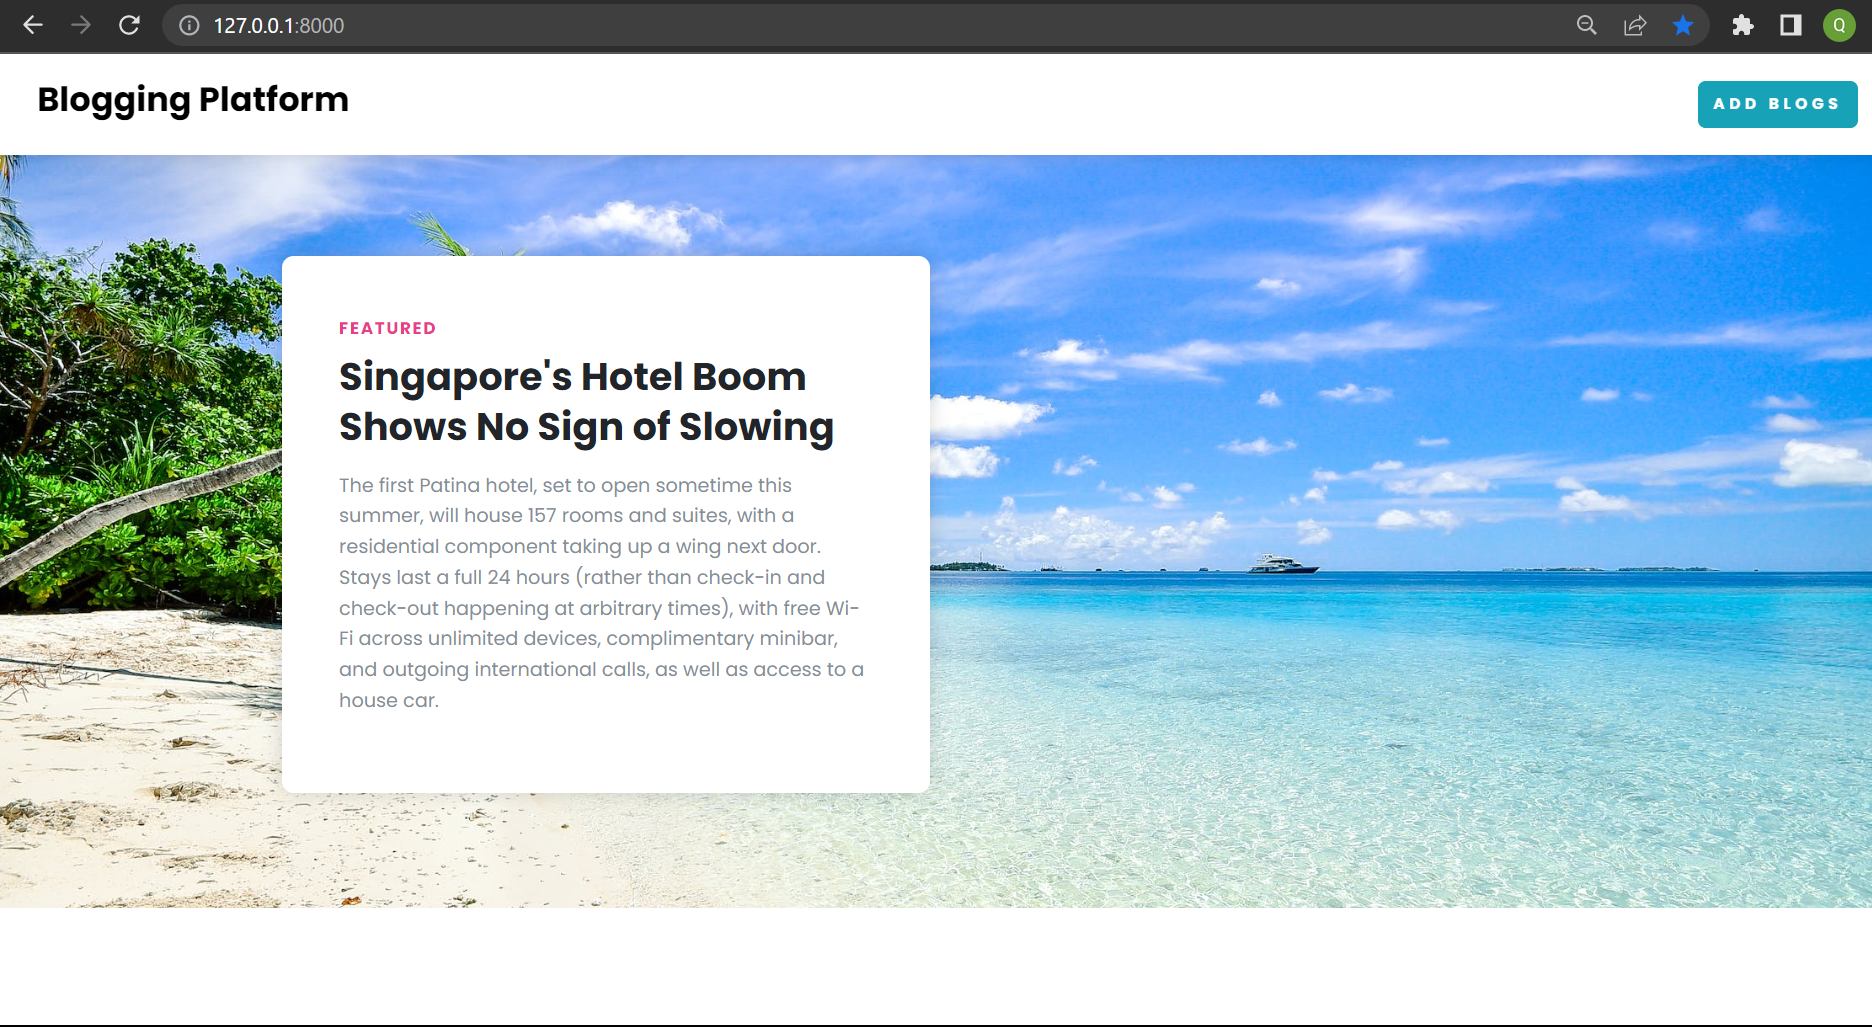 127.0.0.1:8000
Q
Blogging Platform
ADD BLOGS
FEATURED
Singapore's Hotel Boom
Shows No Sign of Slowing
The first Patina hotel, set to open sometime this
summer, will house 157 rooms and suites, with a
residential component taking up a wing next door.
Stays last a full 24 hours (rather than check-in and
check-out happening at arbitrary times), with free Wi-
Fi across unlimited devices, complimentary minibar,
and outgoing international calls, as well as access to a
house car.